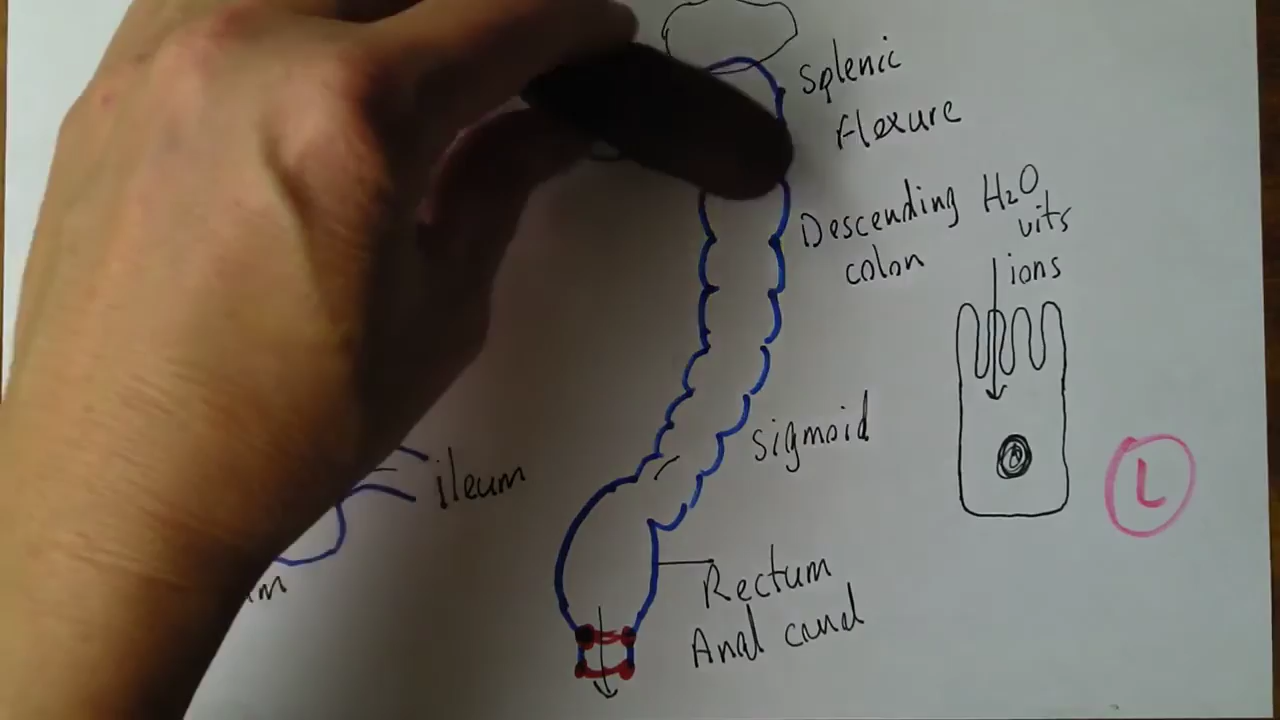 Splenic
flexure
Descending
colon
H₂O
vits
ions
sigmoid
ileum
L
Rectum
Anal canal